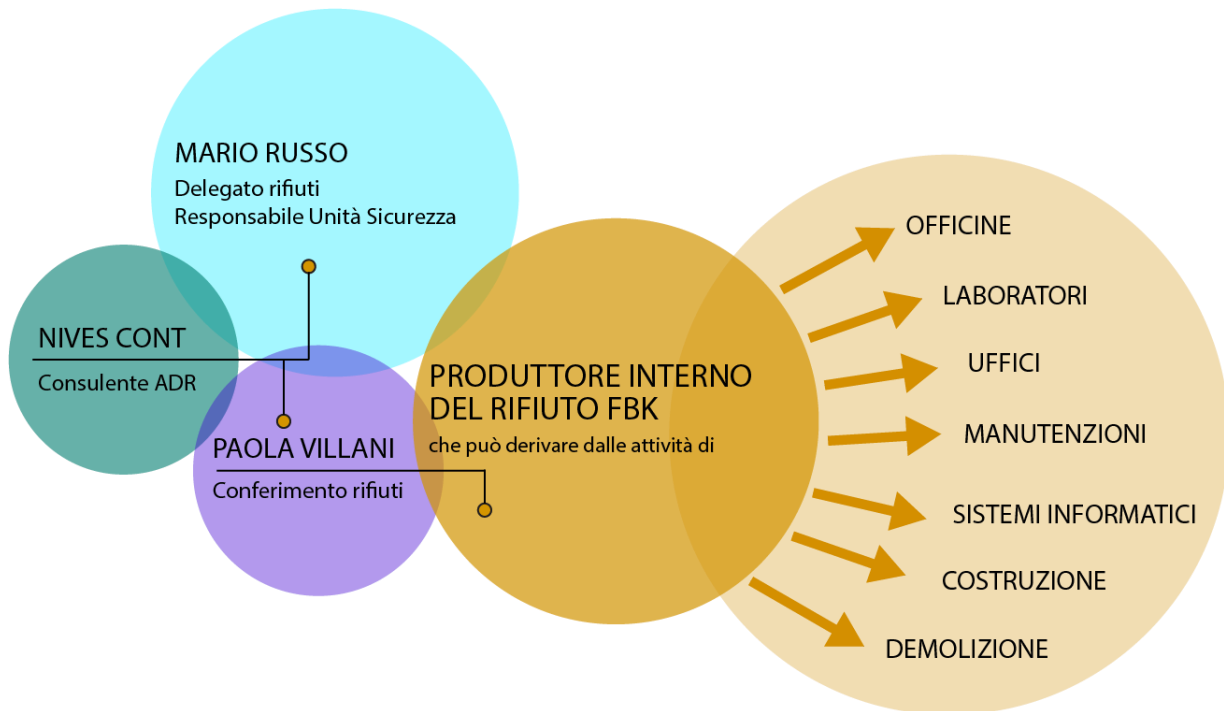 MARIO RUSSO
Delegato rifiuti
Responsabile Unità Sicurezza
NIVES CONT
Consulente ADR
PAOLA VILLANI
Conferimento rifiuti
PRODUTTORE INTERNO
DEL RIFIUTO FBK
che può derivare dalle attività di
OFFICINE
LABORATORI
UFFICI
MANUTENZIONI
SISTEMI INFORMATICI
COSTRUZIONE
DEMOLIZIONE